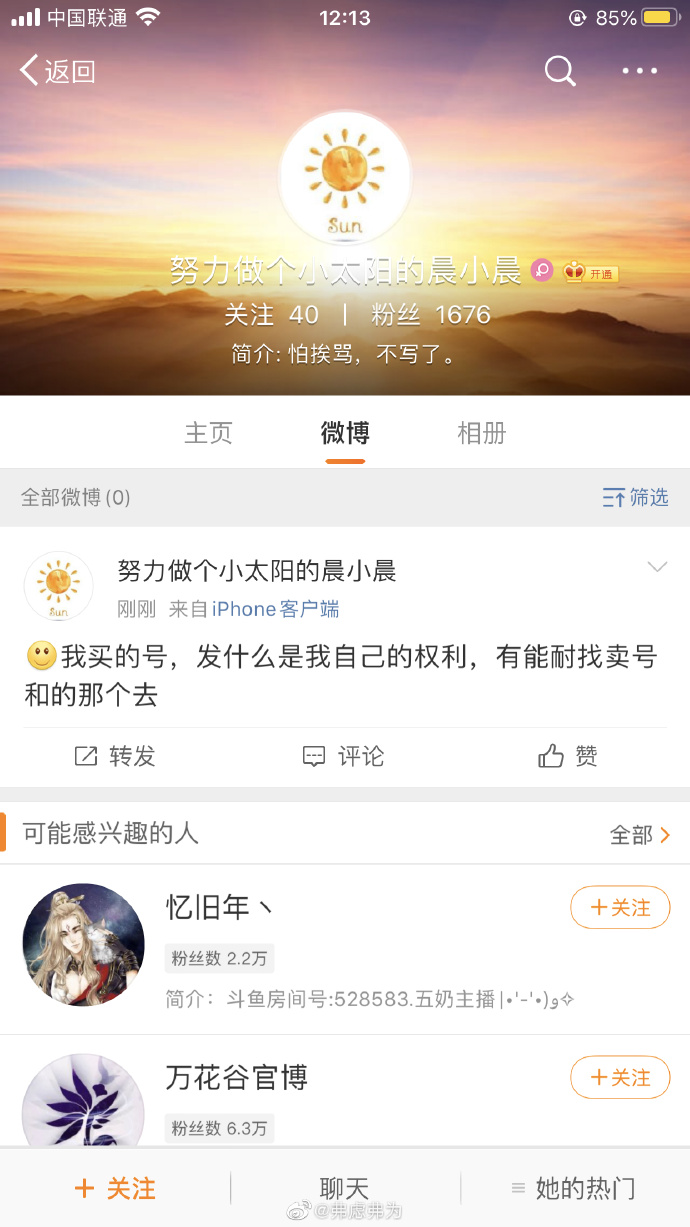 中国联通 12:13 85%
返回
Sun
努力做个小太阳的晨小晨 开通
关注 40 | 粉丝 1676
简介: 怕挨骂，不写了。
主页 微博 相册
全部微博(0) 筛选
努力做个小太阳的晨小晨
Sun
刚刚 来自iPhone客户端
我买的号，发什么是我自己的权利，有能耐找卖号
和的那个去
转发 评论 赞
可能感兴趣的人 全部
忆旧年丶 +关注
粉丝数 2.2万
简介：斗鱼房间号:528583.五奶主播|•'-'•)و✧
万花谷官博 +关注
粉丝数 6.3万
+ 关注 聊天 她的热门
@弗虑弗为